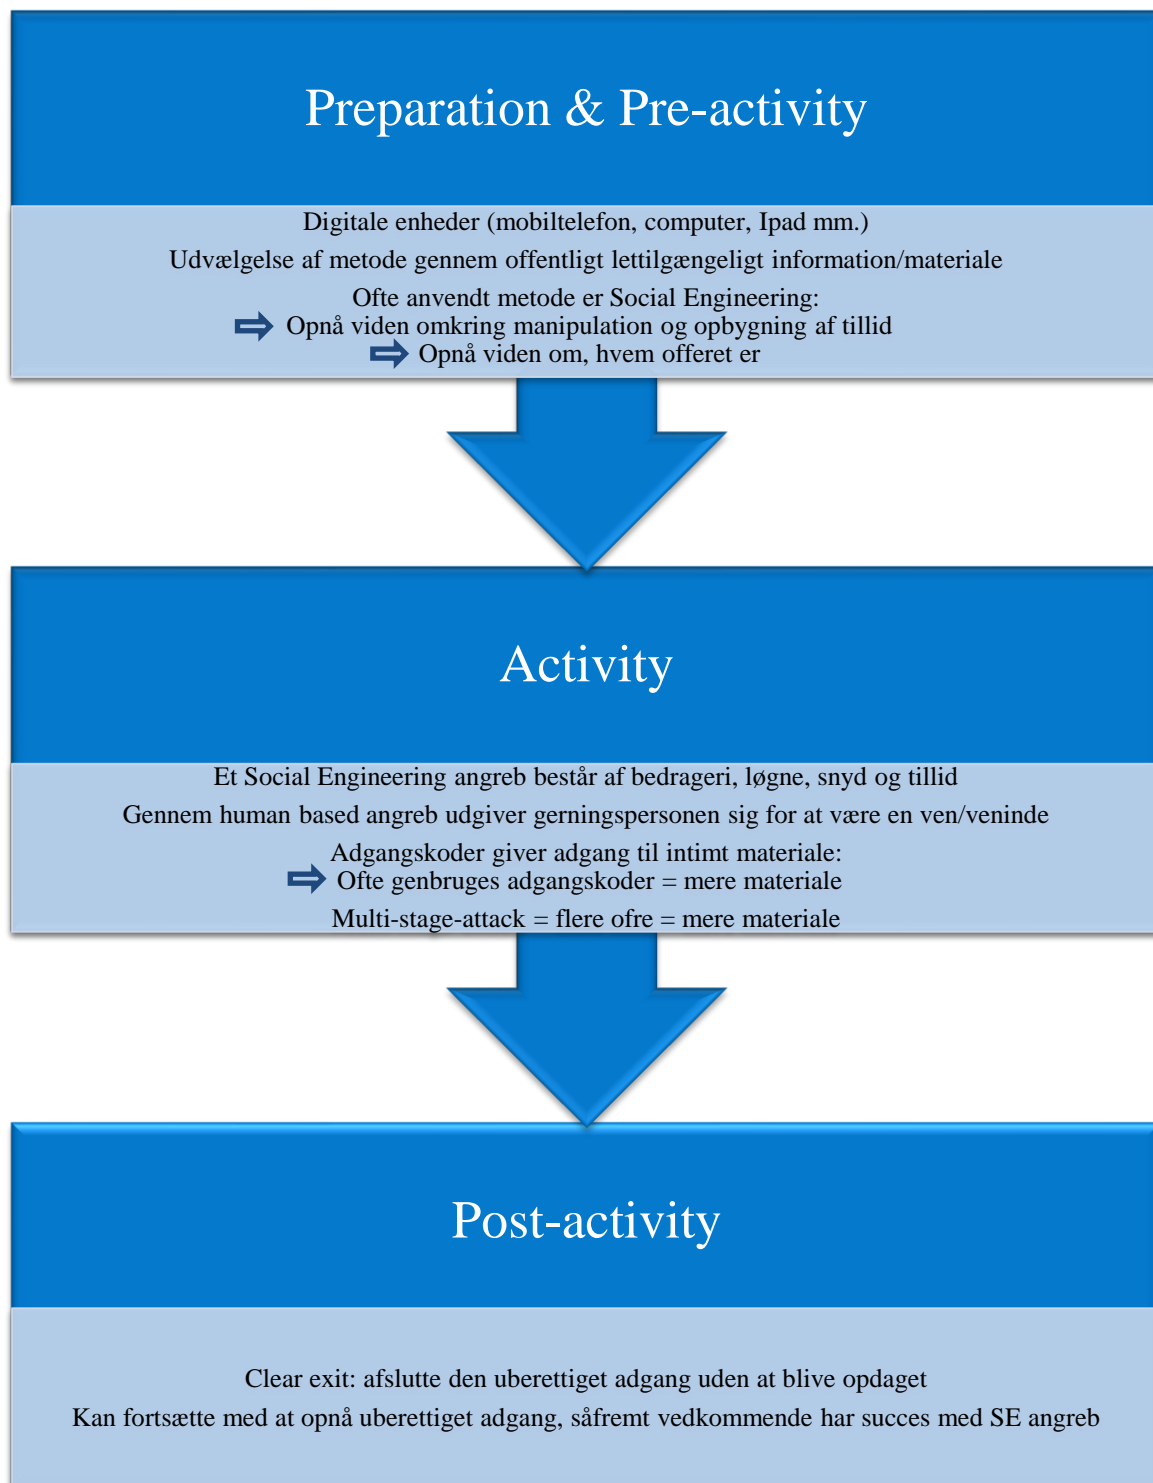 Preparation & Pre-activity
Digitale enheder (mobiltelefon, computer, Ipad mm.)
Udvælgelse af metode gennem offentligt lettilgængeligt information/materiale
Ofte anvendt metode er Social Engineering:
Opnå viden omkring manipulation og opbygning af tillid
Opnå viden om, hvem offeret er
Activity
Et Social Engineering angreb består af bedrageri, løgne, snyd og tillid
Gennem human based angreb udgiver gerningspersonen sig for at være en ven/veninde
Adgangskoder giver adgang til intimt materiale:
Ofte genbruges adgangskoder = mere materiale
Multi-stage-attack = flere ofre = mere materiale
Post-activity
Clear exit: afslutte den uberettiget adgang uden at blive opdaget
Kan fortsætte med at opnå uberettiget adgang, såfremt vedkommende har succes med SE angreb